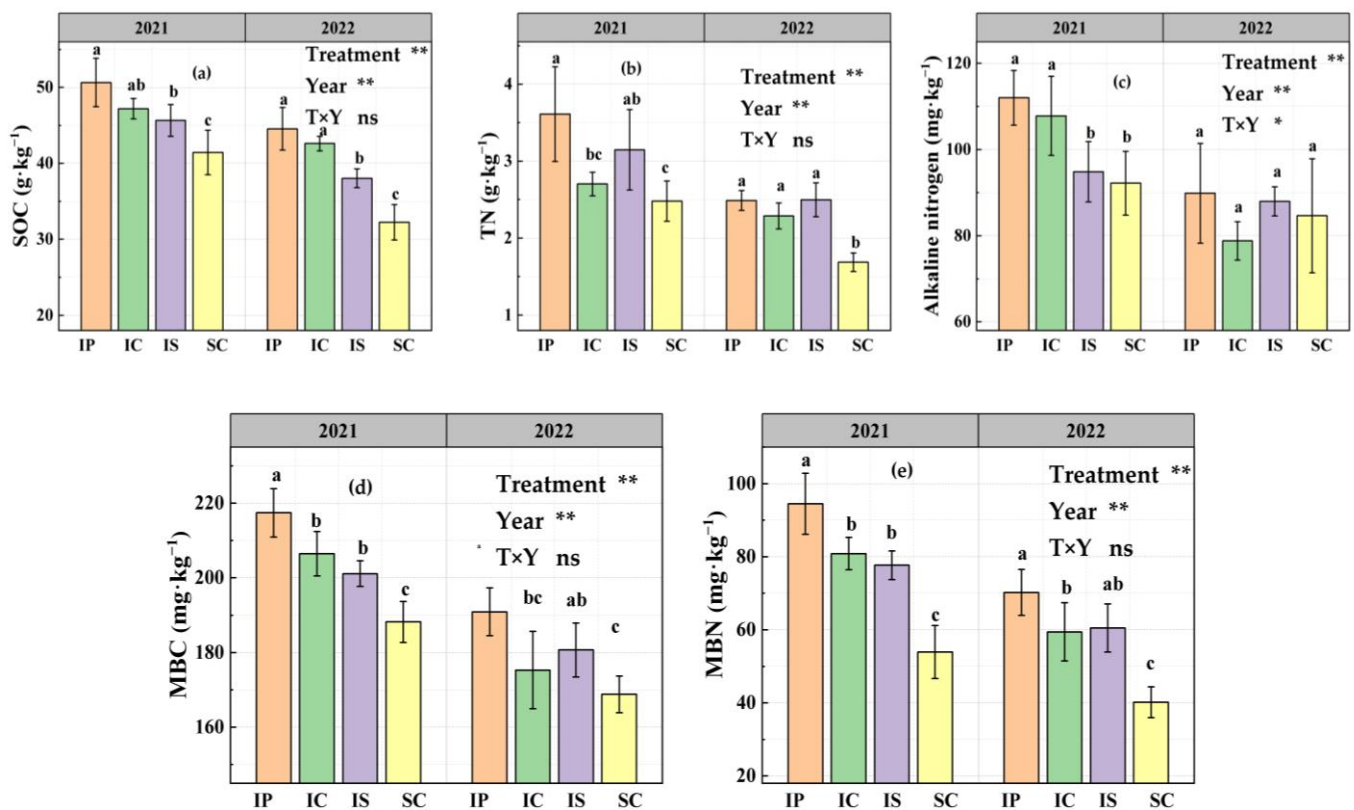 2021 2022
(a)
Treatment **
Year **
T×Y ns
SOC (g·kg⁻¹)
50
40
30
20
a ab b c a a b c
IP IC IS SC IP IC IS SC
2021 2022
(b)
Treatment **
Year **
T×Y ns
TN (g·kg⁻¹)
4
3
2
1
a bc ab c a a a b
IP IC IS SC IP IC IS SC
2021 2022
(c)
Treatment **
Year **
T×Y *
Alkaline nitrogen (mg·kg⁻¹)
120
100
80
60
a a b b a a a a
IP IC IS SC IP IC IS SC
2021 2022
(d)
Treatment **
Year **
T×Y ns
MBC (mg·kg⁻¹)
220
200
180
160
a b b c a bc ab c
IP IC IS SC IP IC IS SC
2021 2022
(e)
Treatment **
Year **
T×Y ns
MBN (mg·kg⁻¹)
100
80
60
40
20
a b b c a b ab c
IP IC IS SC IP IC IS SC